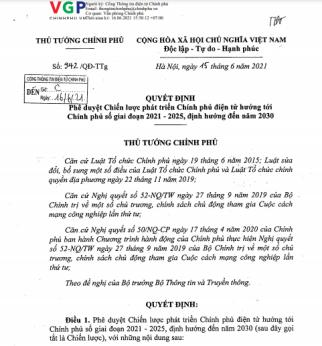 VGP
CHINHPHU.VN
Người ký: Cổng Thông tin điện tử Chính phủ
Email: thongtinchinhphu@chinhphu.vn
Cơ quan: Văn phòng Chính phủ
Thời gian ký: 16.06.2021 15:50:12 +07:00
THỦ TƯỚNG CHÍNH PHỦ
CỘNG HÒA XÃ HỘI CHỦ NGHĨA VIỆT NAM
Độc lập - Tự do - Hạnh phúc
Số: 942 /QĐ-TTg
Hà Nội, ngày 15 tháng 6 năm 2021
CỔNG THÔNG TIN ĐIỆN TỬ CHÍNH PHỦ
ĐẾN
Giờ: C
Ngày: 16/6/21
QUYẾT ĐỊNH
Phê duyệt Chiến lược phát triển Chính phủ điện tử hướng tới
Chính phủ số giai đoạn 2021 - 2025, định hướng đến năm 2030
THỦ TƯỚNG CHÍNH PHỦ
Căn cứ Luật Tổ chức Chính phủ ngày 19 tháng 6 năm 2015; Luật sửa
đổi, bổ sung một số điều của Luật Tổ chức Chính phủ và Luật Tổ chức chính
quyền địa phương ngày 22 tháng 11 năm 2019;
Căn cứ Nghị quyết số 52-NQ/TW ngày 27 tháng 9 năm 2019 của Bộ
Chính trị về một số chủ trương, chính sách chủ động tham gia Cuộc cách
mạng công nghiệp lần thứ tư;
Căn cứ Nghị quyết số 50/NQ-CP ngày 17 tháng 4 năm 2020 của Chính
phủ ban hành Chương trình hành động của Chính phủ thực hiện Nghị quyết
số 52-NQ/TW ngày 27 tháng 9 năm 2019 của Bộ Chính trị về một số chủ
trương, chính sách chủ động tham gia Cuộc cách mạng công nghiệp lần
thứ tư;
Theo đề nghị của Bộ trưởng Bộ Thông tin và Truyền thông.
QUYẾT ĐỊNH:
Điều 1. Phê duyệt Chiến lược phát triển Chính phủ điện tử hướng tới
Chính phủ số giai đoạn 2021 - 2025, định hướng đến năm 2030 (sau đây gọi
tắt là Chiến lược), với những nội dung sau: